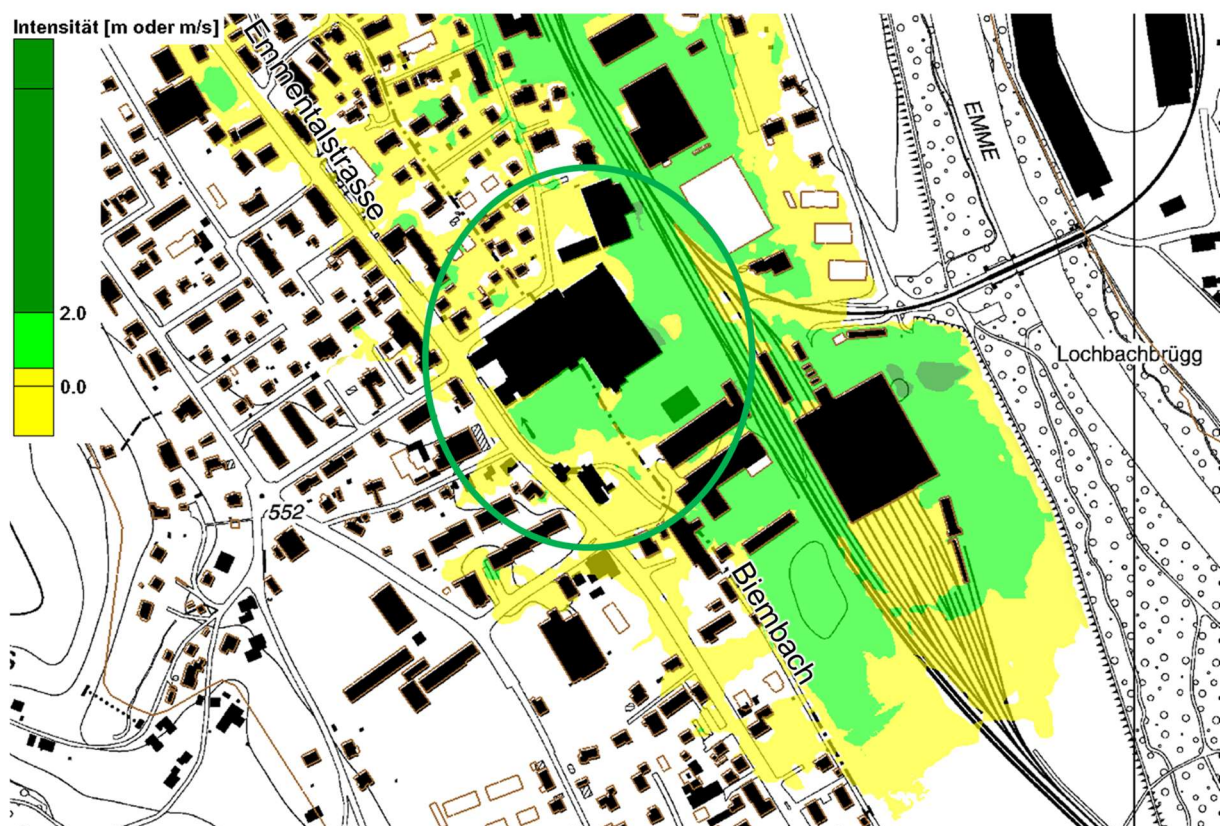 Intensität [m oder m/s]
2.0
0.0
Emmentalstrasse
EMME
Lochbachbrügg
552
Biembach